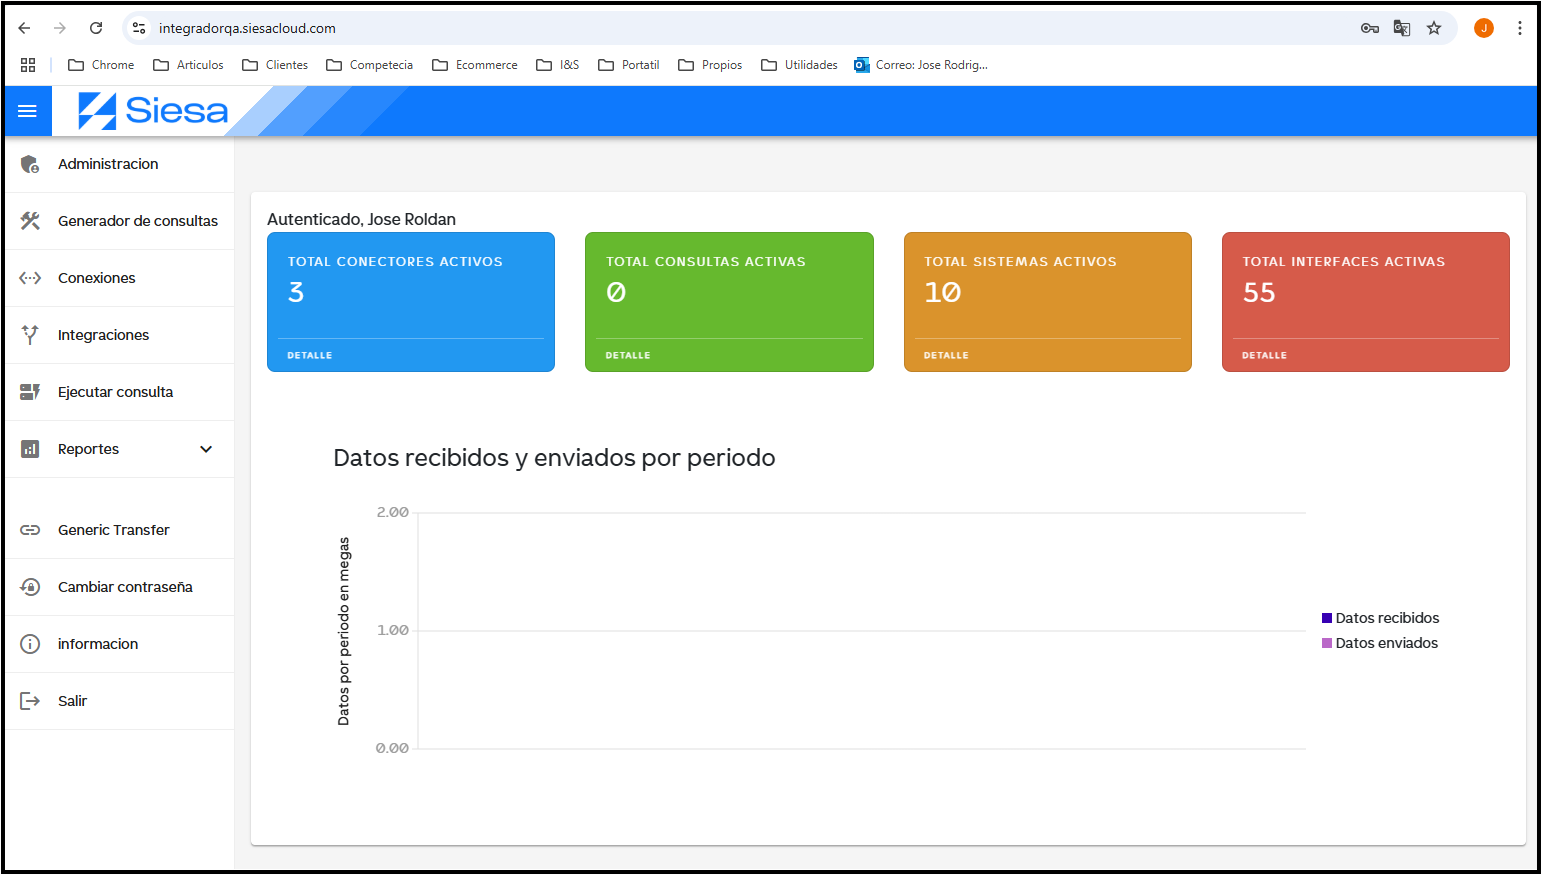 integradorqa.siesacloud.com
J
Chrome
Articulos
Clientes
Competecia
Ecommerce
I&S
Portatil
Propios
Utilidades
Correo: Jose Rodrig...
Siesa
Administracion
Generador de consultas
Conexiones
Integraciones
Ejecutar consulta
Reportes
Generic Transfer
Cambiar contraseña
informacion
Salir
Autenticado, Jose Roldan
TOTAL CONECTORES ACTIVOS
3
DETALLE
TOTAL CONSULTAS ACTIVAS
0
DETALLE
TOTAL SISTEMAS ACTIVOS
10
DETALLE
TOTAL INTERFACES ACTIVAS
55
DETALLE
Datos recibidos y enviados por periodo
Datos por periodo en megas
2.00
1.00
0.00
Datos recibidos
Datos enviados